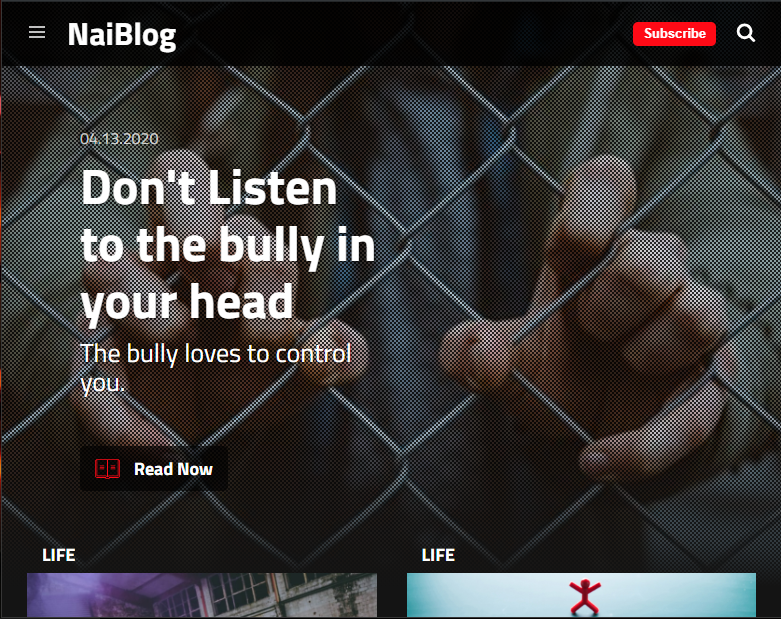 NaiBlog
Subscribe
04.13.2020
Don't Listen
to the bully in
your head
The bully loves to control
you.
Read Now
LIFE
LIFE